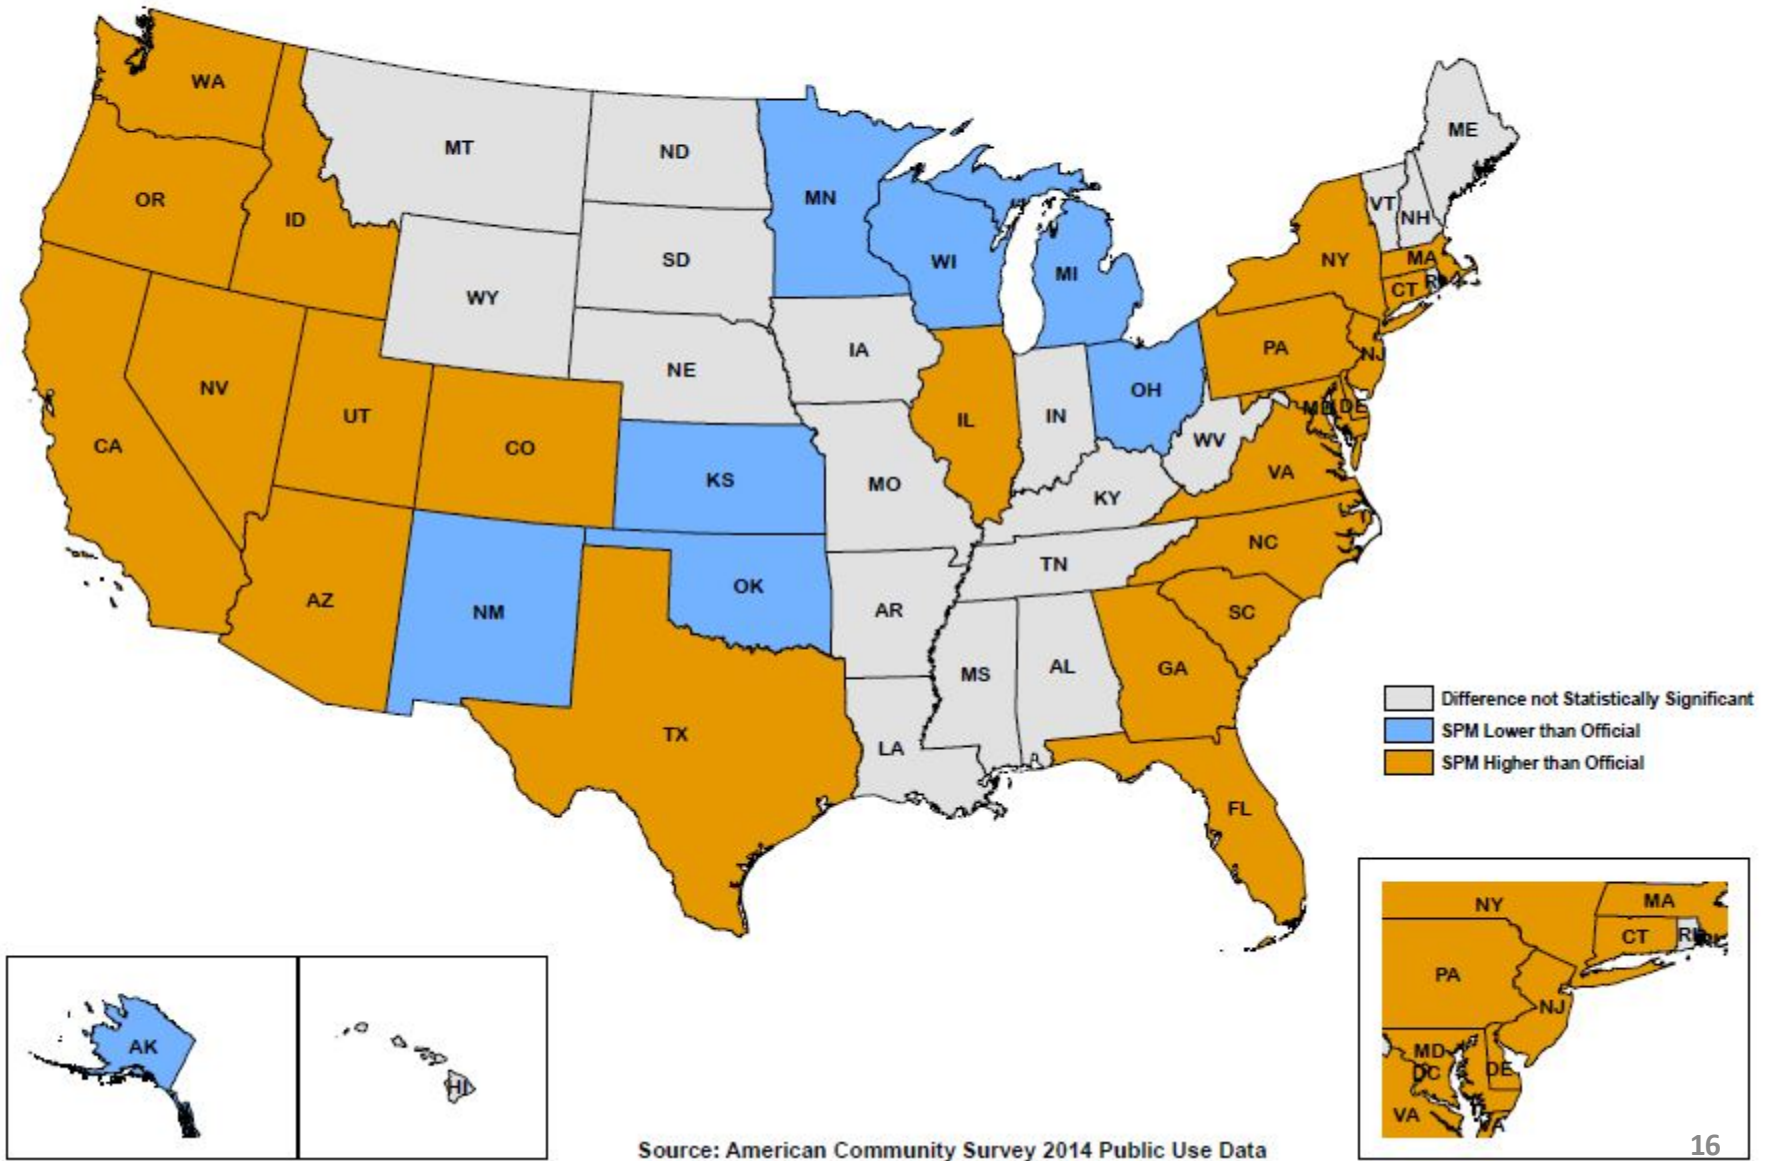 WA
MT
ND
ME
OR
ID
MN
VT
NH
SD
WY
WI
MI
NY
MA
CT
IA
NE
PA
NJ
NV
UT
CO
IL
IN
OH
MD
DE
CA
WV
KS
MO
KY
VA
NC
TN
AZ
NM
OK
AR
SC
MS
AL
GA
TX
LA
FL
Difference not Statistically Significant
SPM Lower than Official
SPM Higher than Official
NY
MA
CT
RI
PA
NJ
MD
DC
DE
VA
AK
HI
Source: American Community Survey 2014 Public Use Data
16